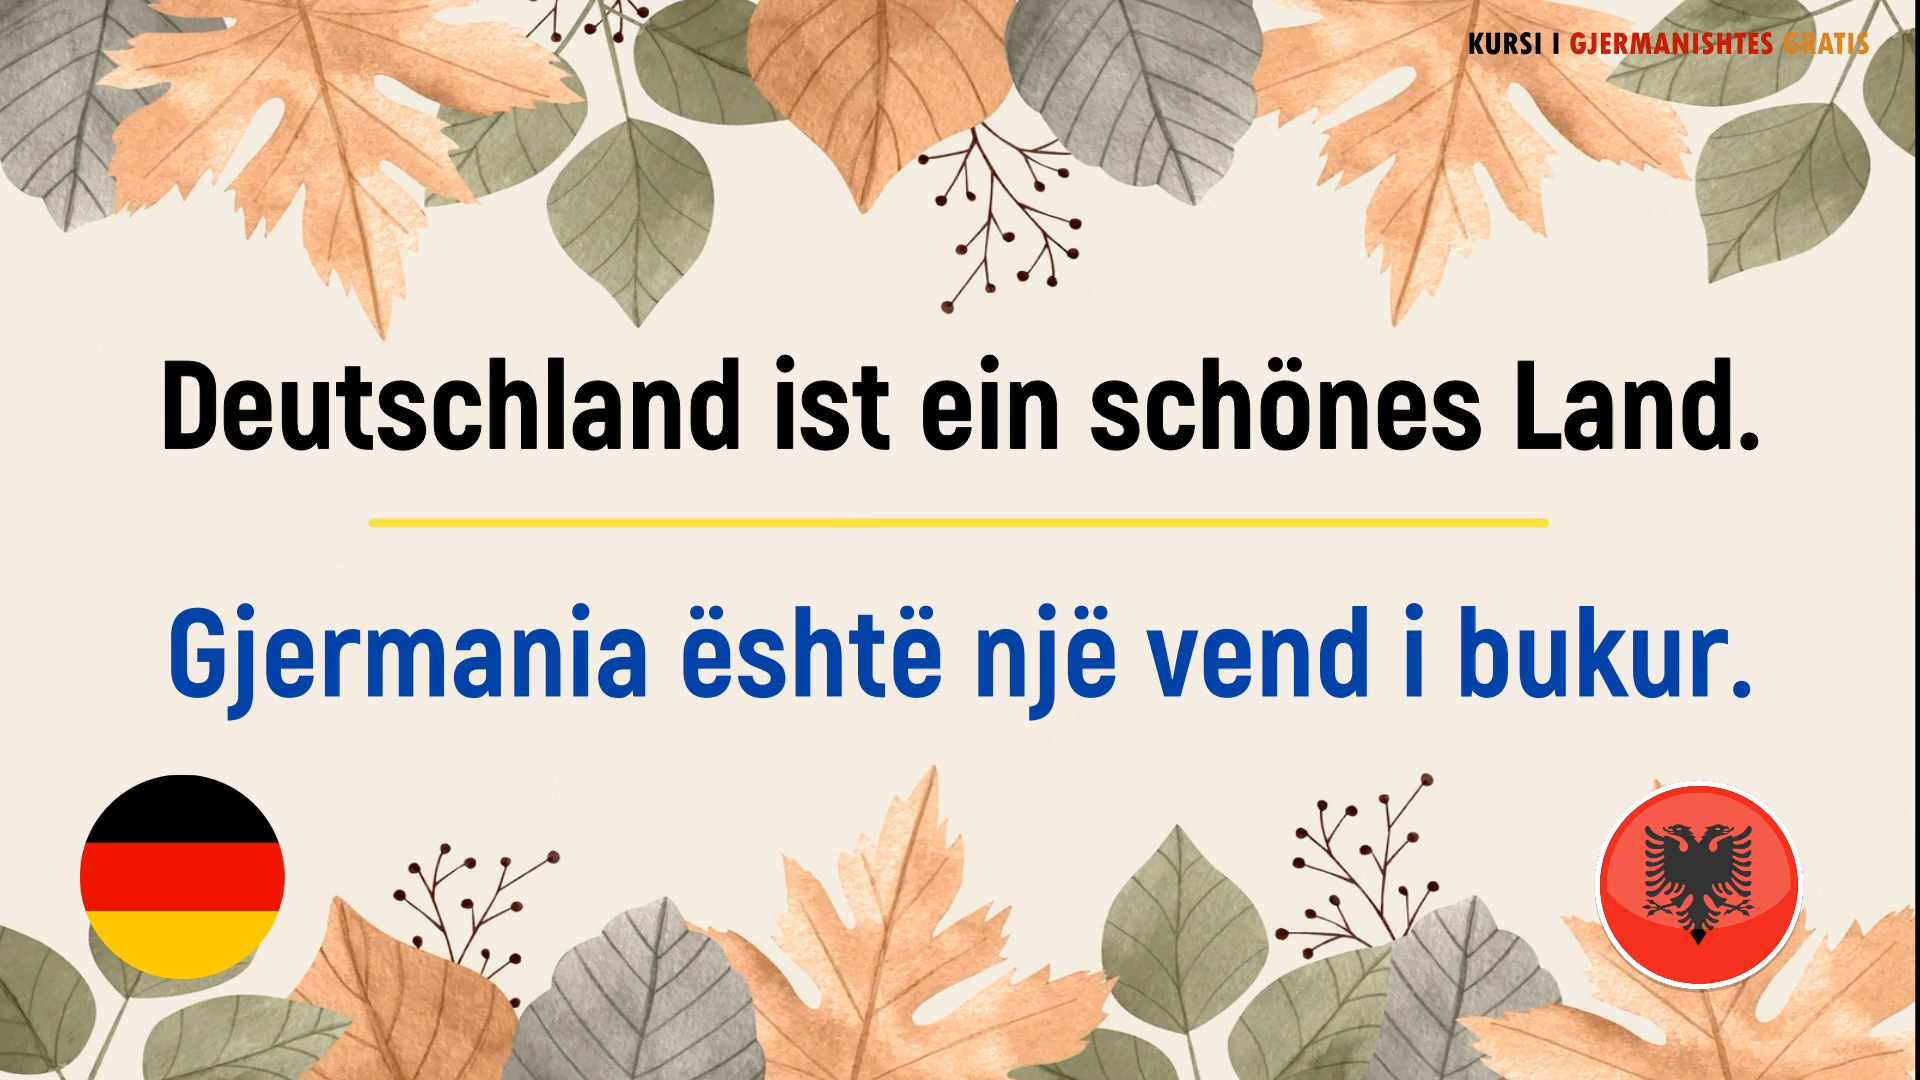 KURSI I GJERMANISHTES GRATIS
Deutschland ist ein schönes Land.
Gjermania është një vend i bukur.